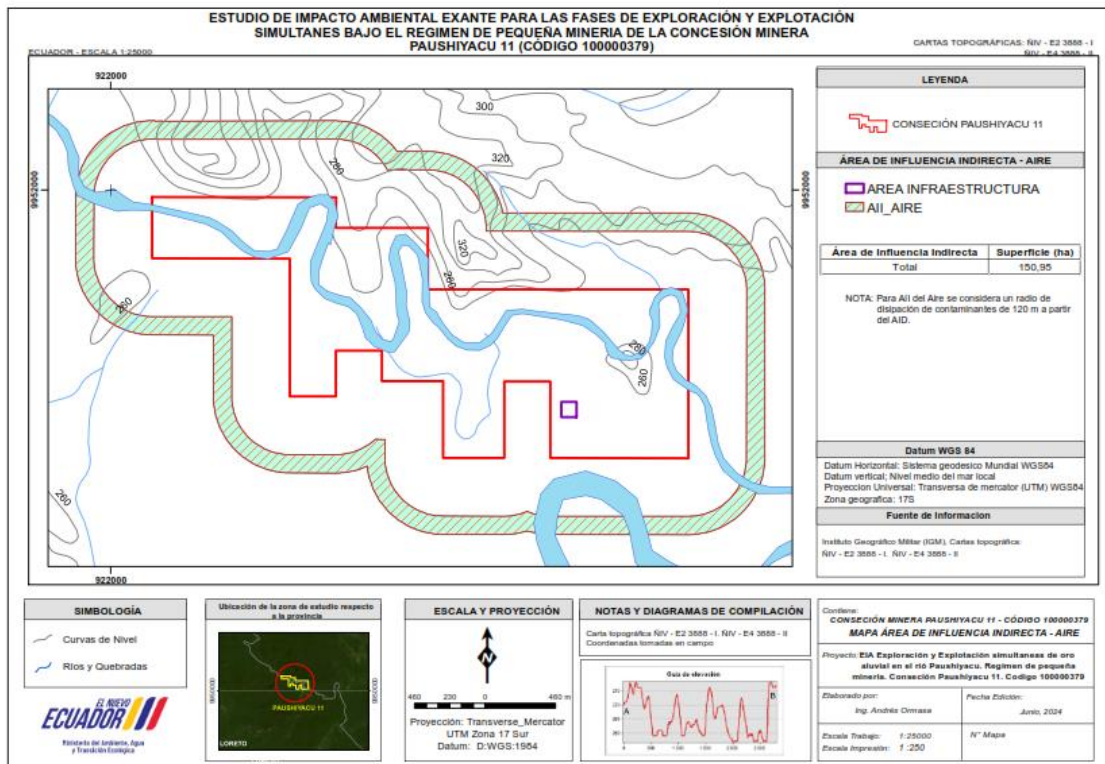 ESTUDIO DE IMPACTO AMBIENTAL EXANTE PARA LAS FASES DE EXPLORACIÓN Y EXPLOTACIÓN
SIMULTANES BAJO EL REGIMEN DE PEQUEÑA MINERIA DE LA CONCESIÓN MINERA
PAUSHIYACU 11 (CÓDIGO 100000379)
ECUADOR - ESCALA 1:25000
CARTAS TOPOGRÁFICAS: ÑIV - E2 3888 - I
ÑIV - E4 3888 - II
922000
9952000
9952000
300
320
280
320
280
260
260
280
260
260
922000
LEYENDA
CONSECIÓN PAUSHIYACU 11
ÁREA DE INFLUENCIA INDIRECTA - AIRE
AREA INFRAESTRUCTURA
AII_AIRE
Área de Influencia Indirecta Superficie (ha)
Total 150,95
NOTA: Para AII del Aire se considera un radio de
disipación de contaminantes de 120 m a partir
del AID.
Datum WGS 84
Datum Horizontal: Sistema geodesico Mundial WGS84
Datum vertical; Nivel medio del mar local
Proyeccion Universal: Transversa de mercator (UTM) WGS84
Zona geografica: 17S
Fuente de Informacion
Instituto Geográfico Militar (IGM), Cartas topográfica:
ÑIV - E2 3888 - I. ÑIV - E4 3888 - II
SIMBOLOGÍA
Curvas de Nivel
Ríos y Quebradas
EL NUEVO
ECUADOR
Ministerio del Ambiente, Agua
y Transición Ecológica
Ubicación de la zona de estudio respecto
a la provincia
PAUSHIYACU 11
LORETO
ESCALA Y PROYECCIÓN
N
460 230 0 460 m
Proyección: Transverse_Mercator
UTM Zona 17 Sur
Datum: D:WGS:1984
NOTAS Y DIAGRAMAS DE COMPILACIÓN
Carta topográfica ÑIV - E2 3888 - I. ÑIV - E4 3888 - II
Coordenadas tomadas en campo
Guía de elevación
A
B
Contiene:
CONSECIÓN MINERA PAUSHIYACU 11 - CÓDIGO 100000379
MAPA ÁREA DE INFLUENCIA INDIRECTA - AIRE
Proyecto: EIA Exploración y Explotación simultaneas de oro
aluvial en el rió Paushiyacu. Regimen de pequeña
mineria. Conseción Paushiyacu 11. Codigo 100000379
Elaborado por:
Ing. Andrés Ormasa
Fecha Edición:
Junio, 2024
Escala Trabajo: 1:25000
Escala Impresión: 1 :250
N° Mapa